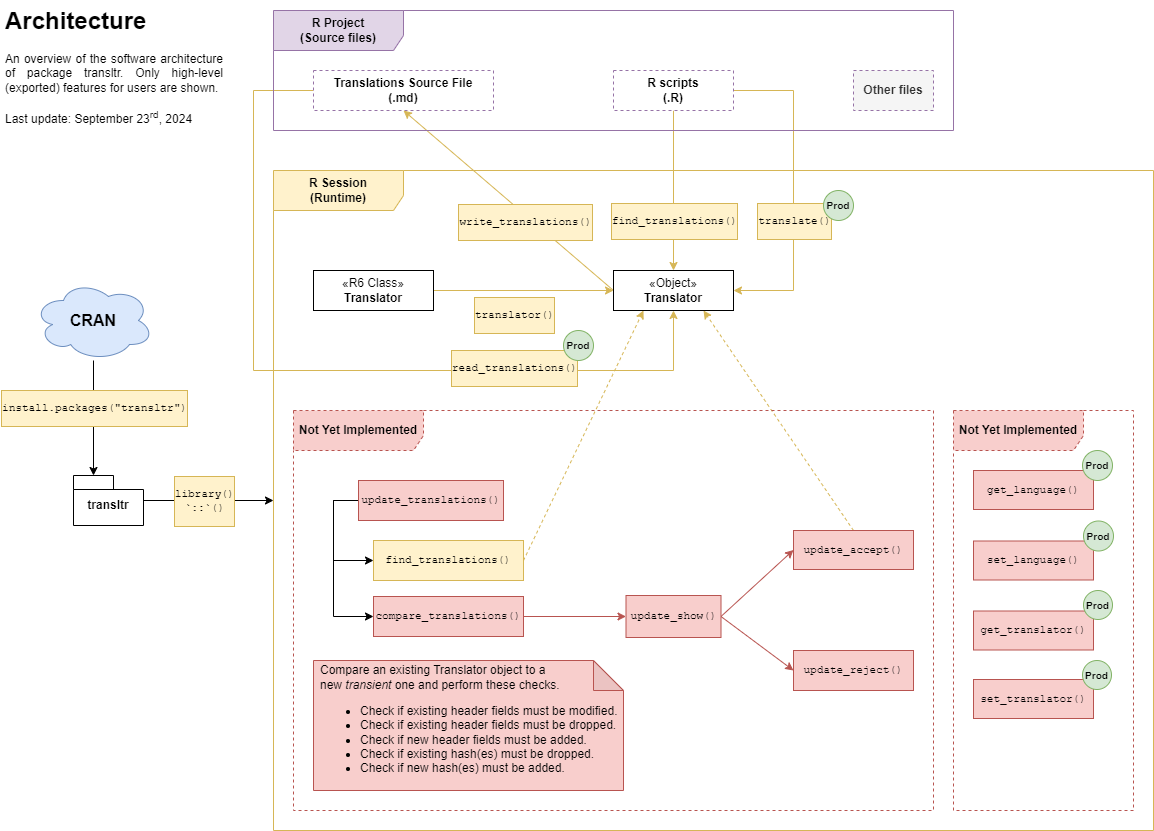 Architecture
An overview of the software architecture
of package transltr. Only high-level
(exported) features for users are shown.
Last update: September 23rd, 2024
R Project
(Source files)
Translations Source File
(.md)
R scripts
(.R)
Other files
R Session
(Runtime)
write_translations()
find_translations()
translate()
Prod
«R6 Class»
Translator
«Object»
Translator
translator()
Prod
read_translations()
CRAN
install.packages("transltr")
transltr
library()
`::`()
Not Yet Implemented
update_translations()
find_translations()
compare_translations()
update_show()
update_accept()
update_reject()
Compare an existing Translator object to a
new transient one and perform these checks.
• Check if existing header fields must be modified.
• Check if existing header fields must be dropped.
• Check if new header fields must be added.
• Check if existing hash(es) must be dropped.
• Check if new hash(es) must be added.
Not Yet Implemented
Prod
get_language()
Prod
set_language()
Prod
get_translator()
Prod
set_translator()